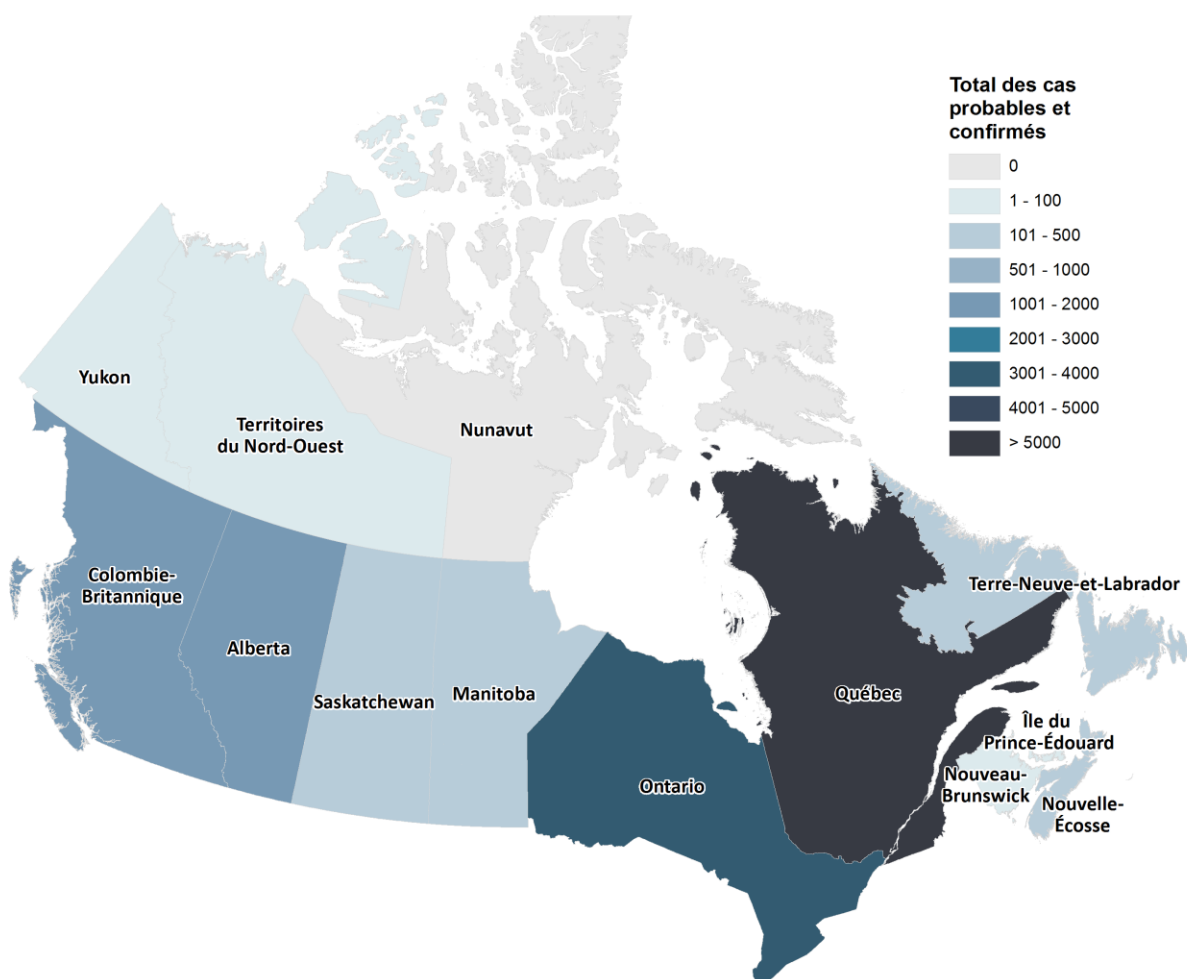 Total des cas
probables et
confirmés
0
1 - 100
101 - 500
501 - 1000
1001 - 2000
2001 - 3000
3001 - 4000
4001 - 5000
> 5000
Yukon
Territoires
du Nord-Ouest
Nunavut
Colombie-
Britannique
Alberta
Saskatchewan
Manitoba
Ontario
Québec
Terre-Neuve-et-Labrador
Île du
Prince-Édouard
Nouveau-
Brunswick
Nouvelle-
Écosse